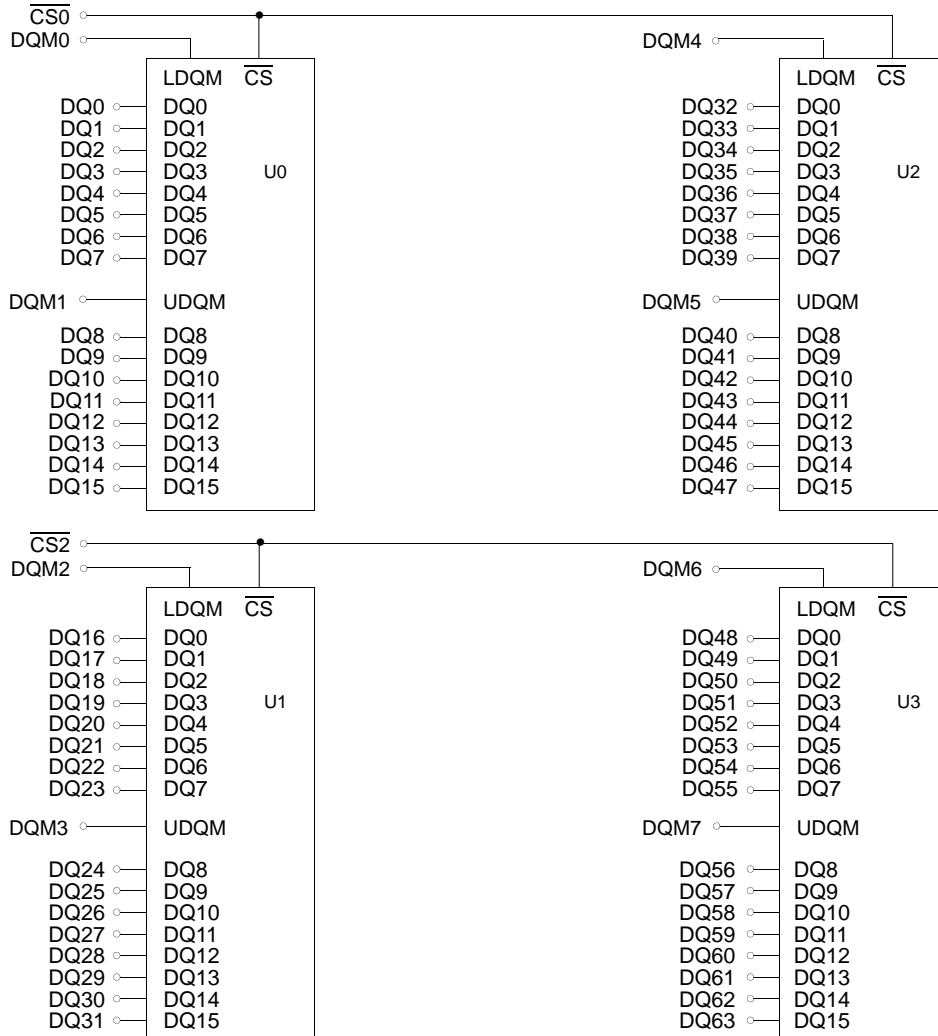 CS0
DQM0
LDQM CS
DQ0 DQ0
DQ1 DQ1
DQ2 DQ2
DQ3 DQ3 U0
DQ4 DQ4
DQ5 DQ5
DQ6 DQ6
DQ7 DQ7
DQM1 UDQM
DQ8 DQ8
DQ9 DQ9
DQ10 DQ10
DQ11 DQ11
DQ12 DQ12
DQ13 DQ13
DQ14 DQ14
DQ15 DQ15
DQM4
LDQM CS
DQ32 DQ0
DQ33 DQ1
DQ34 DQ2
DQ35 DQ3 U2
DQ36 DQ4
DQ37 DQ5
DQ38 DQ6
DQ39 DQ7
DQM5 UDQM
DQ40 DQ8
DQ41 DQ9
DQ42 DQ10
DQ43 DQ11
DQ44 DQ12
DQ45 DQ13
DQ46 DQ14
DQ47 DQ15
CS2
DQM2
LDQM CS
DQ16 DQ0
DQ17 DQ1
DQ18 DQ2
DQ19 DQ3 U1
DQ20 DQ4
DQ21 DQ5
DQ22 DQ6
DQ23 DQ7
DQM3 UDQM
DQ24 DQ8
DQ25 DQ9
DQ26 DQ10
DQ27 DQ11
DQ28 DQ12
DQ29 DQ13
DQ30 DQ14
DQ31 DQ15
DQM6
LDQM CS
DQ48 DQ0
DQ49 DQ1
DQ50 DQ2
DQ51 DQ3 U3
DQ52 DQ4
DQ53 DQ5
DQ54 DQ6
DQ55 DQ7
DQM7 UDQM
DQ56 DQ8
DQ57 DQ9
DQ58 DQ10
DQ59 DQ11
DQ60 DQ12
DQ61 DQ13
DQ62 DQ14
DQ63 DQ15